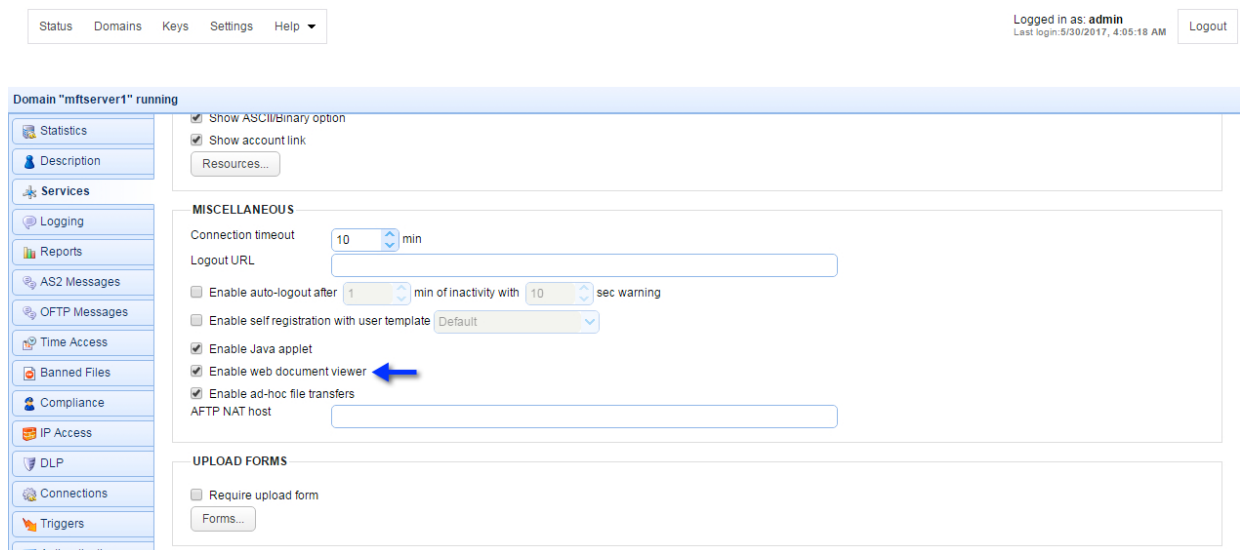 Status Domains Keys Settings Help
Logged in as: admin
Last login:5/30/2017, 4:05:18 AM
Logout
Domain "mftserver1" running
Statistics
Description
Services
Logging
Reports
AS2 Messages
OFTP Messages
Time Access
Banned Files
Compliance
IP Access
DLP
Connections
Triggers
Show ASCII/Binary option
Show account link
Resources...
MISCELLANEOUS
Connection timeout 10 min
Logout URL
Enable auto-logout after 1 min of inactivity with 10 sec warning
Enable self registration with user template Default
Enable Java applet
Enable web document viewer
Enable ad-hoc file transfers
AFTP NAT host
UPLOAD FORMS
Require upload form
Forms...